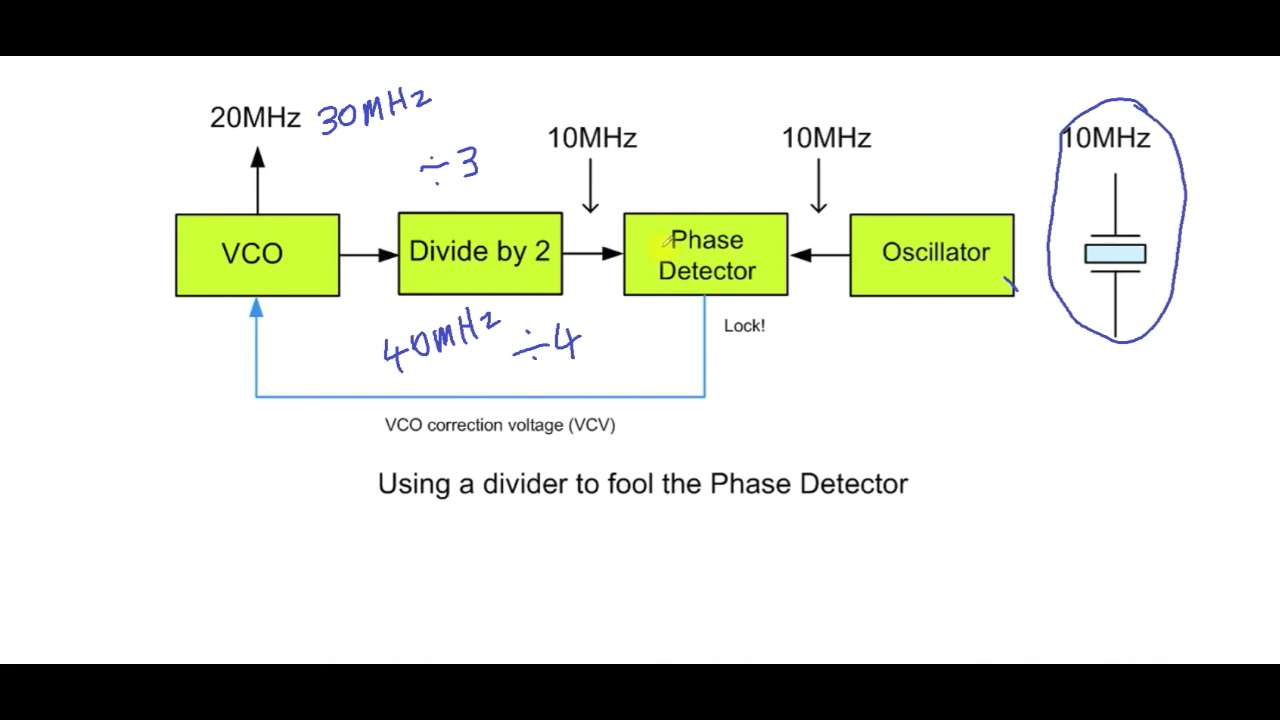 20MHz 30MHz
÷3
10MHz
10MHz
10MHz
VCO
Divide by 2
Phase
Detector
Oscillator
Lock!
40MHz ÷4
VCO correction voltage (VCV)
Using a divider to fool the Phase Detector